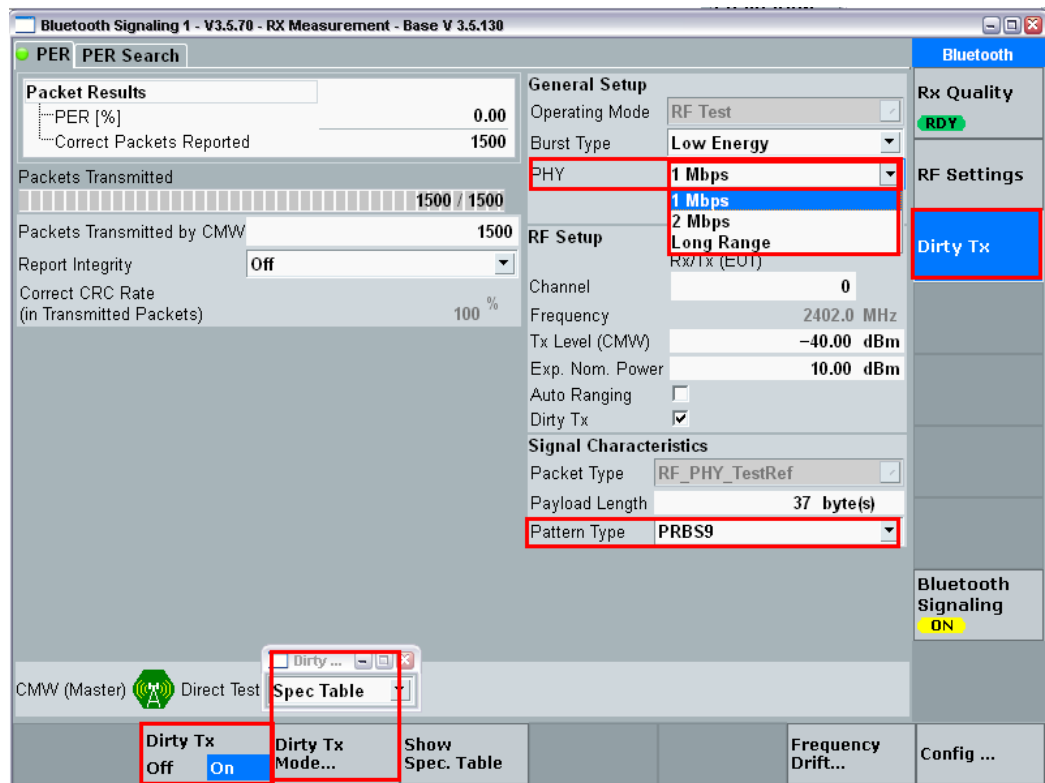 Bluetooth Signaling 1 - V3.5.70 - RX Measurement - Base V 3.5.130
PER PER Search
Packet Results
PER [%] 0.00
Correct Packets Reported 1500
Packets Transmitted
1500 / 1500
Packets Transmitted by CMW 1500
Report Integrity Off
Correct CRC Rate
(in Transmitted Packets) 100 %
General Setup
Operating Mode RF Test
Burst Type Low Energy
PHY 1 Mbps
1 Mbps
2 Mbps
Long Range
RF Setup
Rx/Tx (EUT)
Channel 0
Frequency 2402.0 MHz
Tx Level (CMW) −40.00 dBm
Exp. Nom. Power 10.00 dBm
Auto Ranging
Dirty Tx
Signal Characteristics
Packet Type RF_PHY_TestRef
Payload Length 37 byte(s)
Pattern Type PRBS9
Bluetooth
Rx Quality
RDY
RF Settings
Dirty Tx
Bluetooth
Signaling
ON
Dirty ...
CMW (Master) Direct Test Spec Table
Dirty Tx
Off On
Dirty Tx
Mode...
Show
Spec. Table
Frequency
Drift...
Config ...